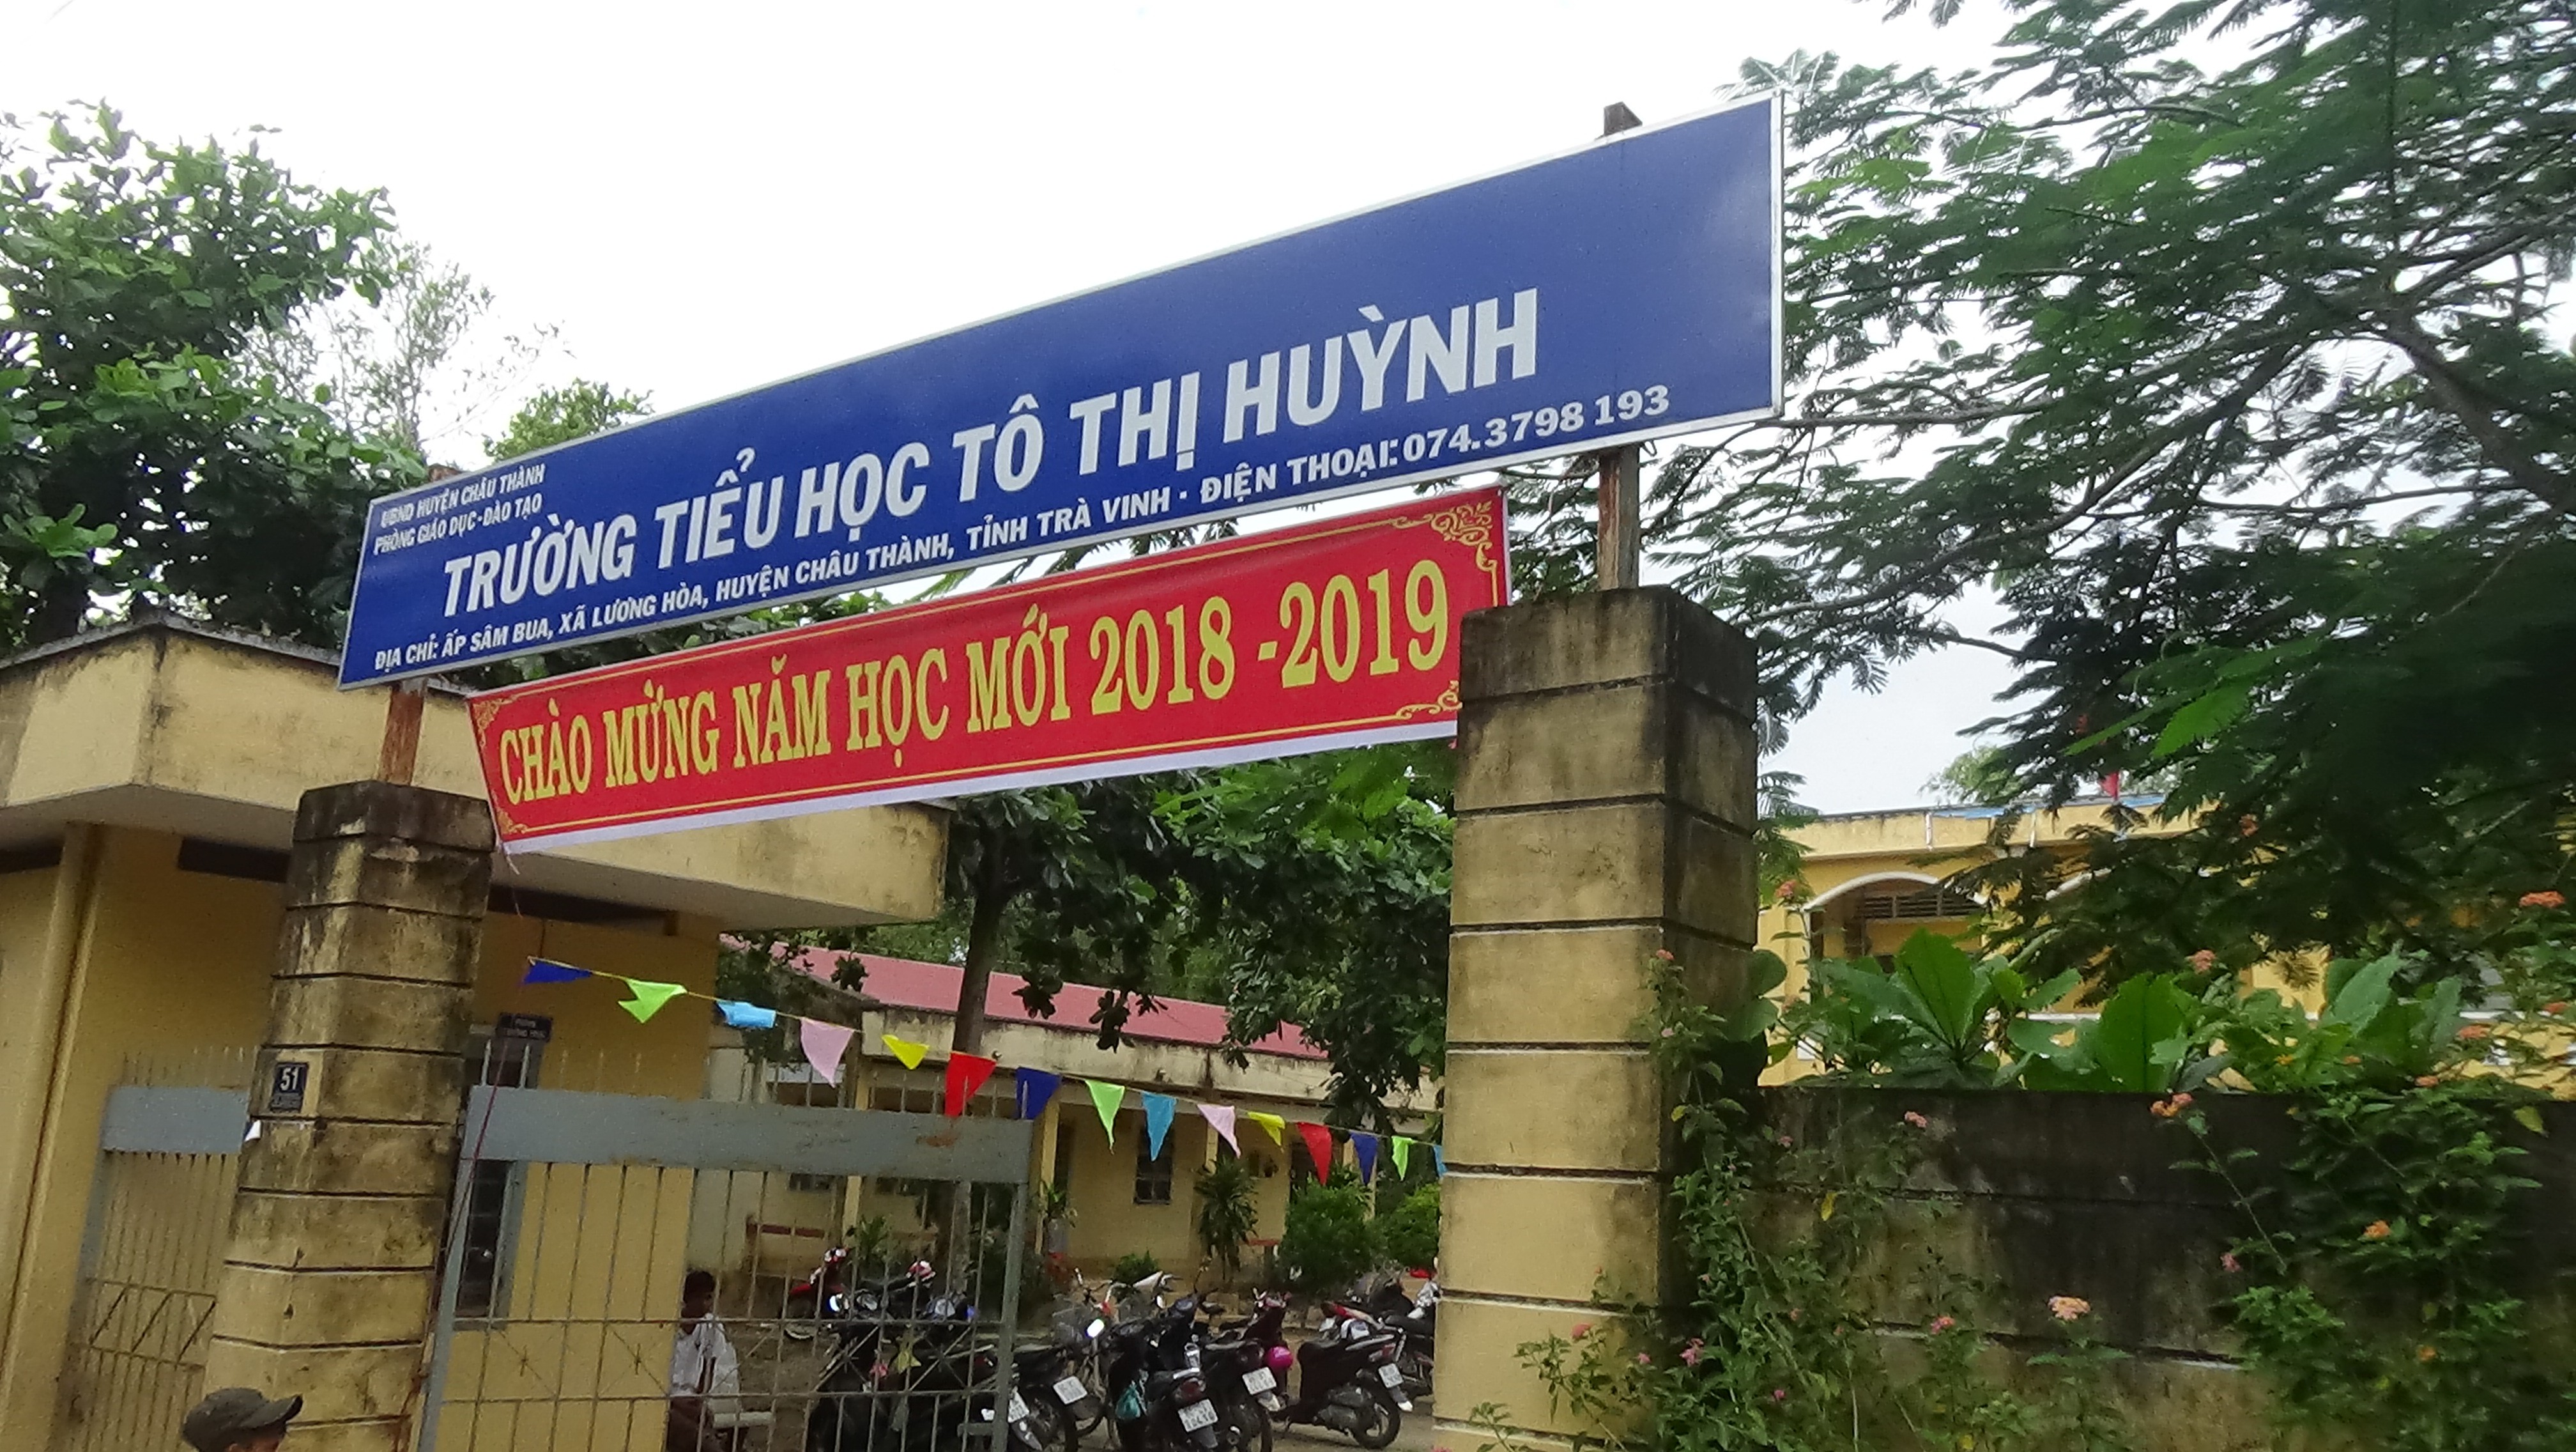 UBND HUYỆN CHÂU THÀNH
PHÒNG GIÁO DỤC-ĐÀO TẠO
TRƯỜNG TIỂU HỌC TÔ THỊ HUỲNH
ĐỊA CHỈ: ẤP SÂM BUA, XÃ LƯƠNG HÒA, HUYỆN CHÂU THÀNH, TỈNH TRÀ VINH - ĐIỆN THOẠI: 074.3798 193
CHÀO MỪNG NĂM HỌC MỚI 2018 -2019
51